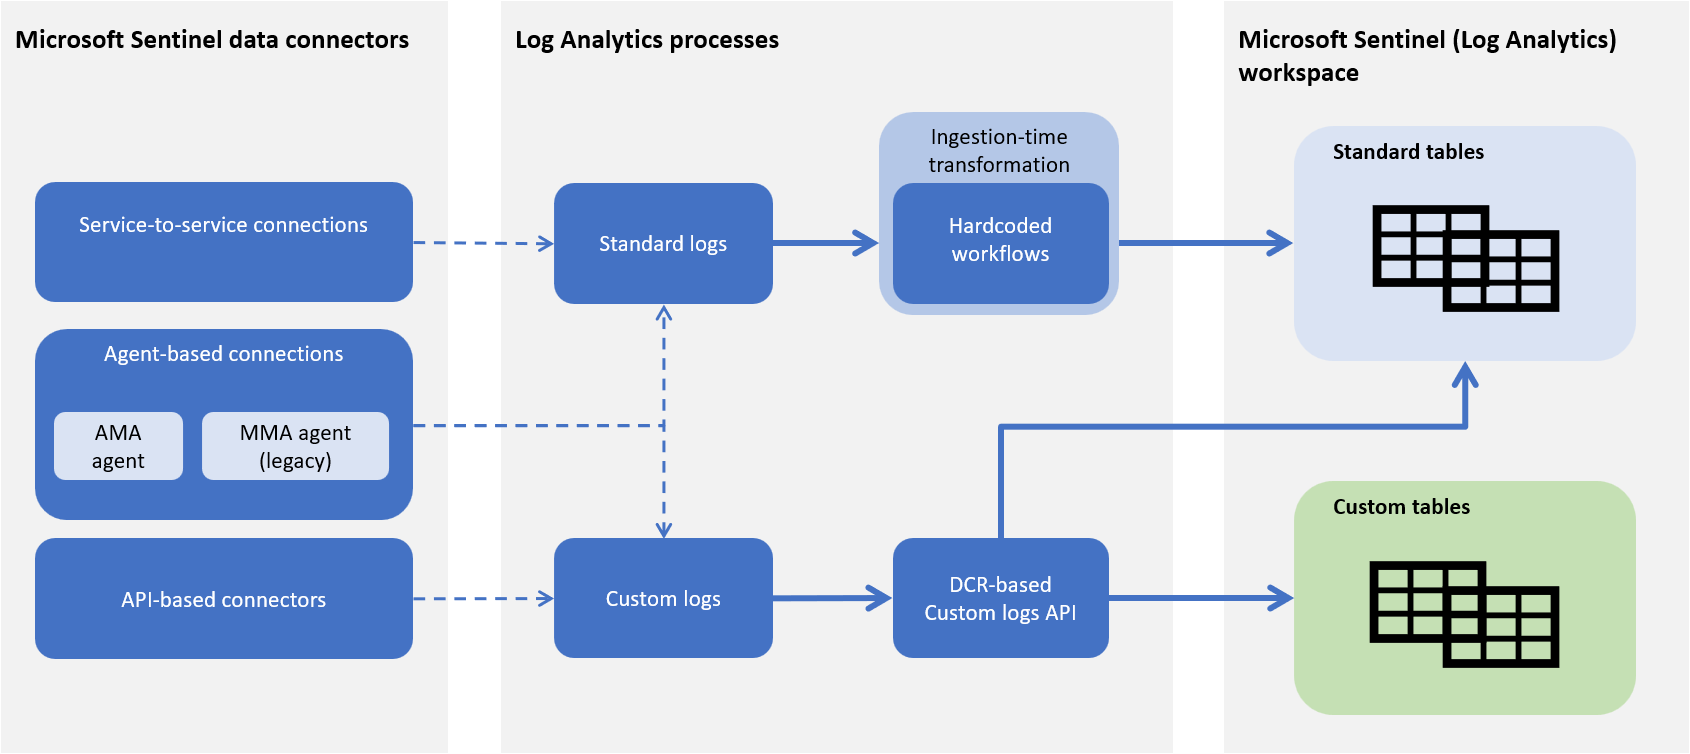 Microsoft Sentinel data connectors
Service-to-service connections
Agent-based connections
AMA
agent
MMA agent
(legacy)
API-based connectors
Log Analytics processes
Standard logs
Ingestion-time
transformation
Hardcoded
workflows
Custom logs
DCR-based
Custom logs API
Microsoft Sentinel (Log Analytics)
workspace
Standard tables
Custom tables